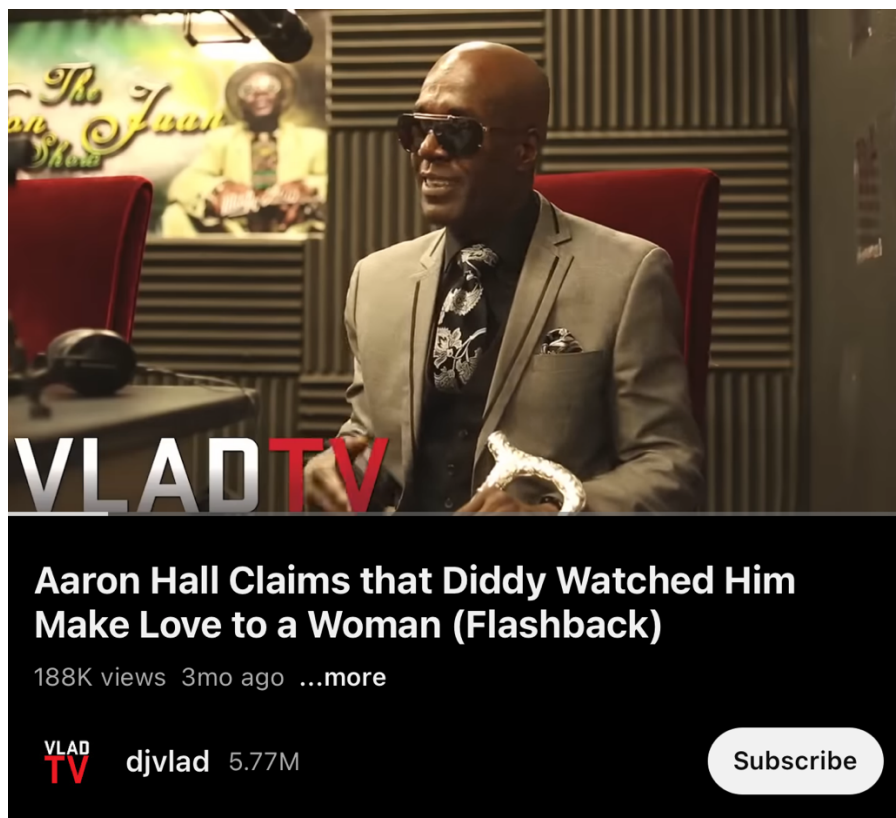 The
Juan
Show
VLADTV
Aaron Hall Claims that Diddy Watched Him
Make Love to a Woman (Flashback)
188K views 3mo ago ...more
VLAD
TV
djvlad 5.77M
Subscribe